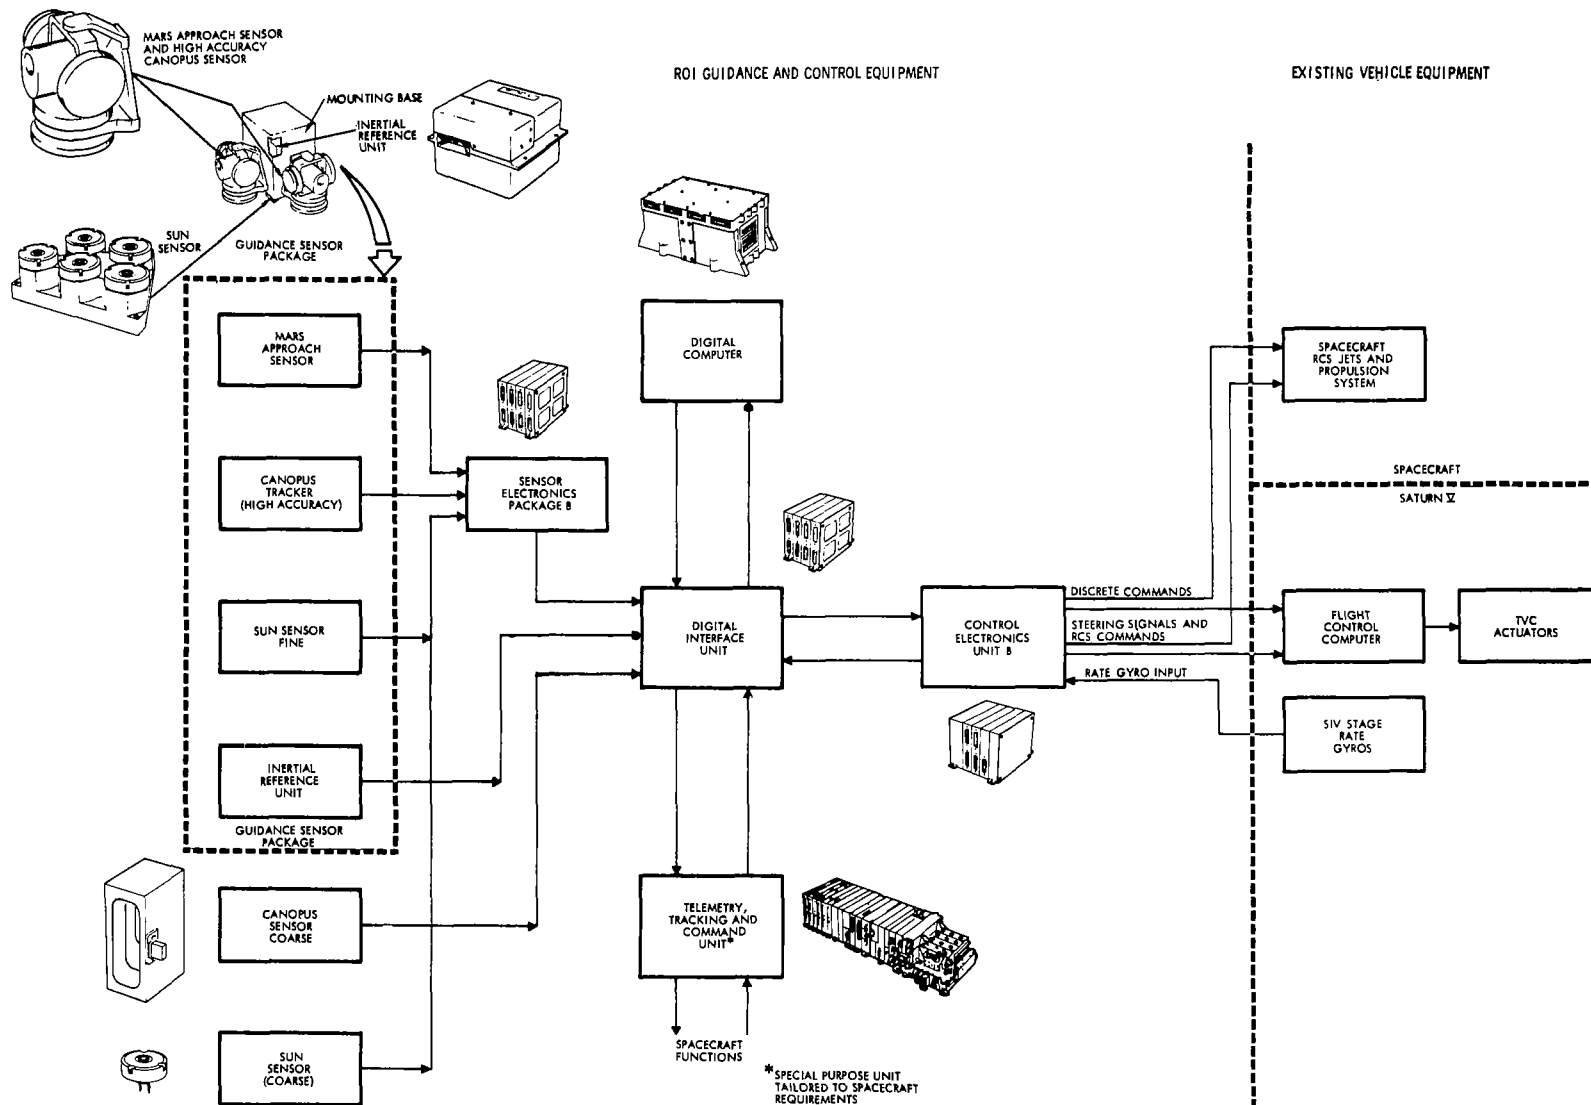 MARS APPROACH SENSOR
AND HIGH ACCURACY
CANOPUS SENSOR
ROI GUIDANCE AND CONTROL EQUIPMENT
EXISTING VEHICLE EQUIPMENT
MOUNTING BASE
INERTIAL
REFERENCE
UNIT
SUN
SENSOR
GUIDANCE SENSOR
PACKAGE
MARS
APPROACH
SENSOR
DIGITAL
COMPUTER
SPACECRAFT
RCS JETS AND
PROPULSION
SYSTEM
CANOPUS
TRACKER
(HIGH ACCURACY)
SENSOR
ELECTRONICS
PACKAGE B
SPACECRAFT
SATURN V
SUN SENSOR
FINE
DIGITAL
INTERFACE
UNIT
CONTROL
ELECTRONICS
UNIT B
DISCRETE COMMANDS
STEERING SIGNALS AND
RCS COMMANDS
RATE GYRO INPUT
FLIGHT
CONTROL
COMPUTER
TVC
ACTUATORS
SIV STAGE
RATE
GYROS
INERTIAL
REFERENCE
UNIT
GUIDANCE SENSOR
PACKAGE
CANOPUS
SENSOR
COARSE
TELEMETRY,
TRACKING AND
COMMAND
UNIT*
SUN
SENSOR
(COARSE)
SPACECRAFT
FUNCTIONS
*SPECIAL PURPOSE UNIT
TAILORED TO SPACECRAFT
REQUIREMENTS